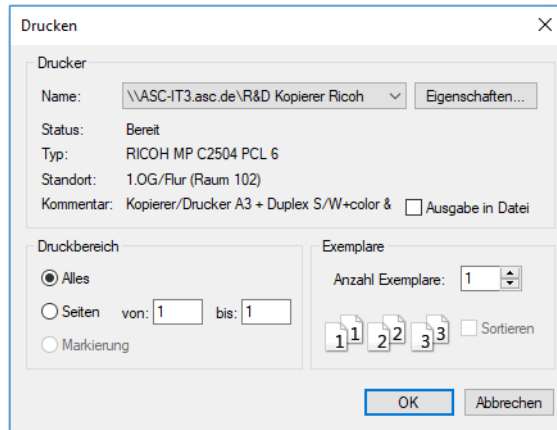 Drucken
Drucker
Name: \\ASC-IT3.asc.de\R&D Kopierer Ricoh Eigenschaften...
Status: Bereit
Typ: RICOH MP C2504 PCL 6
Standort: 1.OG/Flur (Raum 102)
Kommentar: Kopierer/Drucker A3 + Duplex S/W+color & Ausgabe in Datei
Druckbereich
Alles
Seiten von: 1 bis: 1
Markierung
Exemplare
Anzahl Exemplare: 1
1 1 2 2 3 3 Sortieren
OK Abbrechen